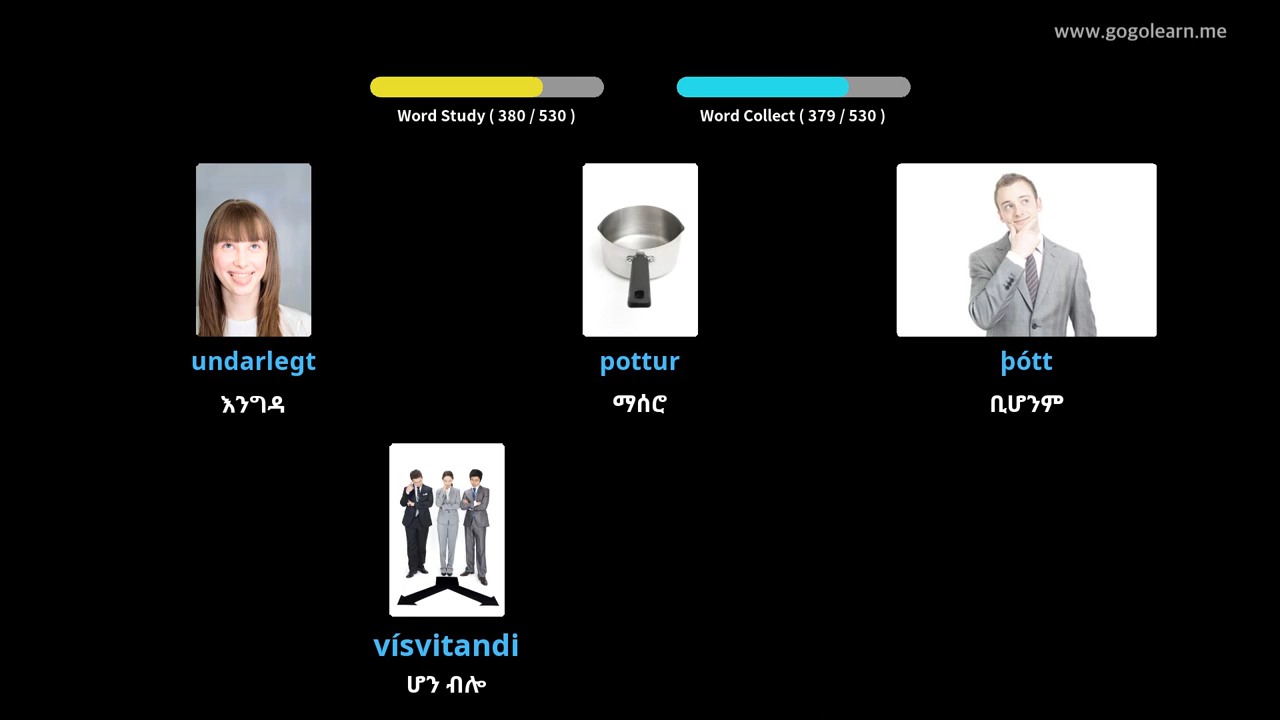 www.gogolearn.me
Word Study ( 380 / 530 )
Word Collect ( 379 / 530 )
undarlegt
pottur
þótt
እንግዳ
ማሰሮ
ቢሆንም
vísvitandi
ሆን ብሎ